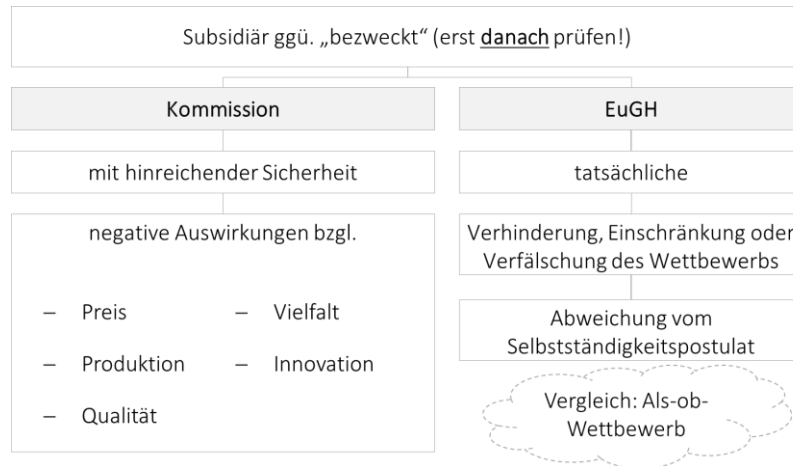 Subsidiär ggü. „bezweckt“ (erst danach prüfen!)
Kommission
mit hinreichender Sicherheit
negative Auswirkungen bzgl.
– Preis
– Vielfalt
– Produktion
– Innovation
– Qualität
EuGH
tatsächliche
Verhinderung, Einschränkung oder
Verfälschung des Wettbewerbs
Abweichung vom
Selbstständigkeitspostulat
Vergleich: Als-ob-
Wettbewerb